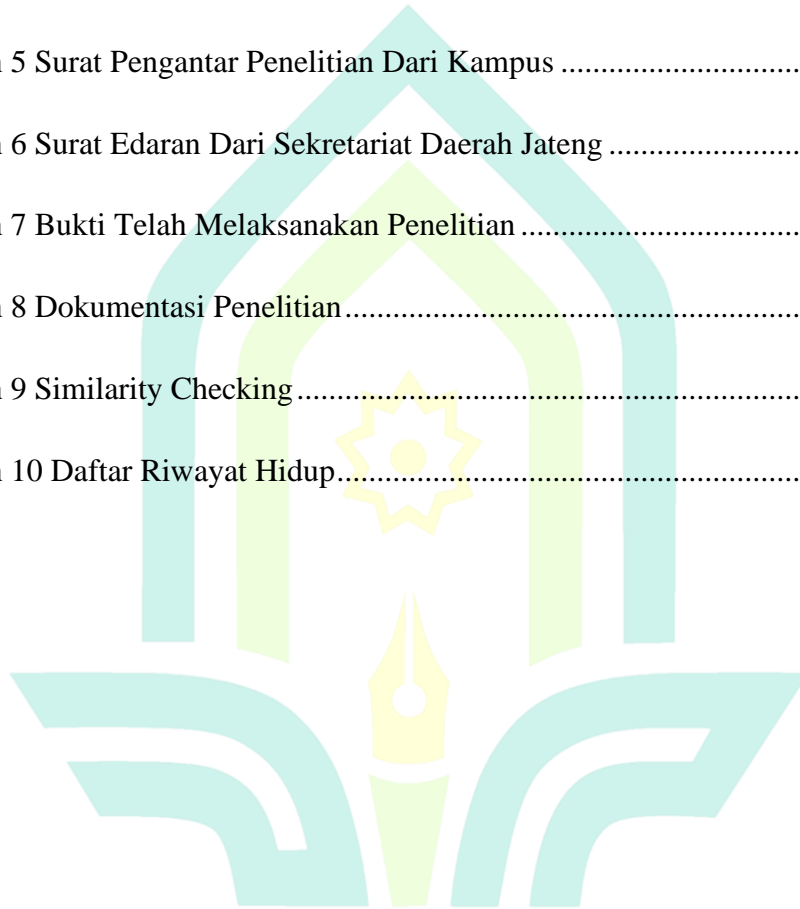 n 5 Surat Pengantar Penelitian Dari Kampus ..............................
n 6 Surat Edaran Dari Sekretariat Daerah Jateng ........................
n 7 Bukti Telah Melaksanakan Penelitian ...................................
n 8 Dokumentasi Penelitian.........................................................
n 9 Similarity Checking ...............................................................
n 10 Daftar Riwayat Hidup..........................................................